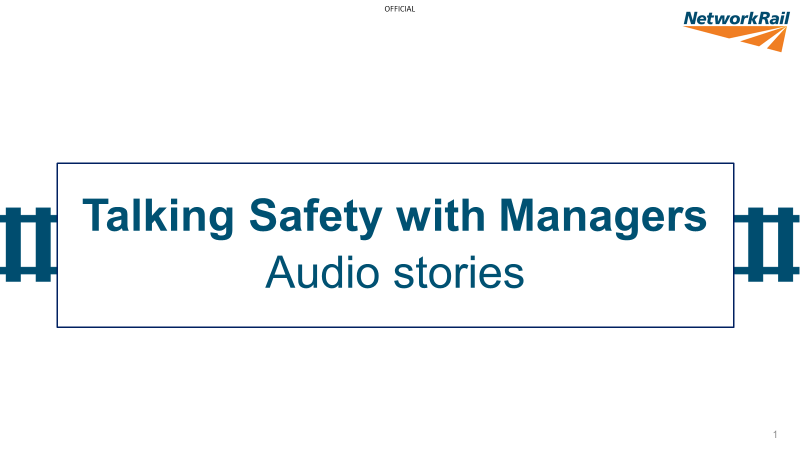 OFFICIAL
NetworkRail
Talking Safety with Managers
Audio stories
1